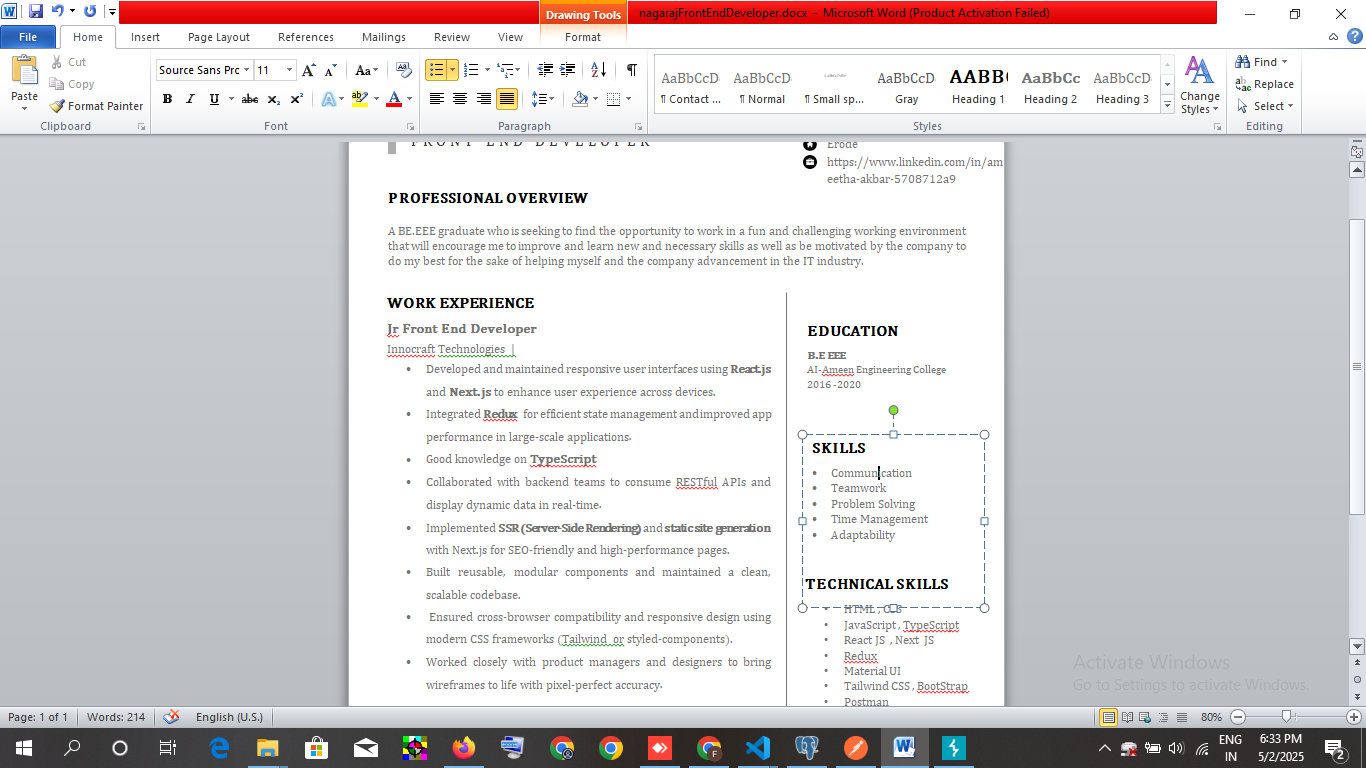 nagarajFrontEndDeveloper.docx - Microsoft Word (Product Activation Failed)
Drawing Tools
File Home Insert Page Layout References Mailings Review View Format
Paste
Cut
Copy
Format Painter
Clipboard
Source Sans Prc 11
Font
Paragraph
AaBbCcD AaBbCcD AaBbCcD AABB AaBbCc AaBbCcD
¶ Contact ... ¶ Normal ¶ Small sp... Gray Heading 1 Heading 2 Heading 3
Styles
Change Styles
Find
Replace
Select
Editing
FRONT END DEVELOPER
Erode
https://www.linkedin.com/in/am
eetha-akbar-5708712a9
PROFESSIONAL OVERVIEW
A BE.EEE graduate who is seeking to find the opportunity to work in a fun and challenging working environment
that will encourage me to improve and learn new and necessary skills as well as be motivated by the company to
do my best for the sake of helping myself and the company advancement in the IT industry.
WORK EXPERIENCE
Jr Front End Developer
Innocraft Technologies |
• Developed and maintained responsive user interfaces using React.js
and Next.js to enhance user experience across devices.
• Integrated Redux for efficient state management and improved app
performance in large-scale applications.
• Good knowledge on TypeScript
• Collaborated with backend teams to consume RESTful APIs and
display dynamic data in real-time.
• Implemented SSR (Server-Side Rendering) and static site generation
with Next.js for SEO-friendly and high-performance pages.
• Built reusable, modular components and maintained a clean,
scalable codebase.
• Ensured cross-browser compatibility and responsive design using
modern CSS frameworks (Tailwind or styled-components).
• Worked closely with product managers and designers to bring
wireframes to life with pixel-perfect accuracy.
EDUCATION
B.E EEE
AI-Ameen Engineering College
2016 -2020
SKILLS
• Communication
• Teamwork
• Problem Solving
• Time Management
• Adaptability
TECHNICAL SKILLS
• HTML , CSS
• JavaScript , TypeScript
• React JS , Next JS
• Redux
• Material UI
• Tailwind CSS , BootStrap
• Postman
Activate Windows
Go to Settings to activate Windows.
Page: 1 of 1 Words: 214 English (U.S.) 80%
ENG
IN
6:33 PM
5/2/2025
2